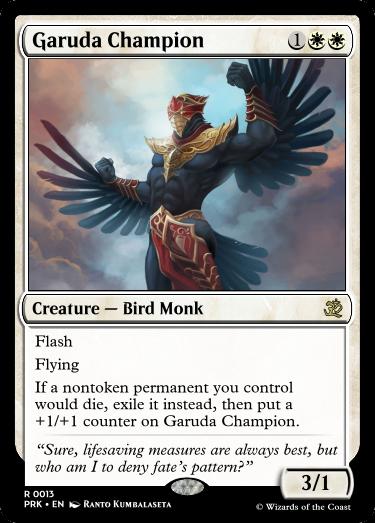 Garuda Champion 1
Creature — Bird Monk
Flash
Flying
If a nontoken permanent you control
would die, exile it instead, then put a
+1/+1 counter on Garuda Champion.
“Sure, lifesaving measures are always best, but
who am I to deny fate’s pattern?”
3/1
R 0013
PRK • EN Ranto Kumbalaseta
© Wizards of the Coast